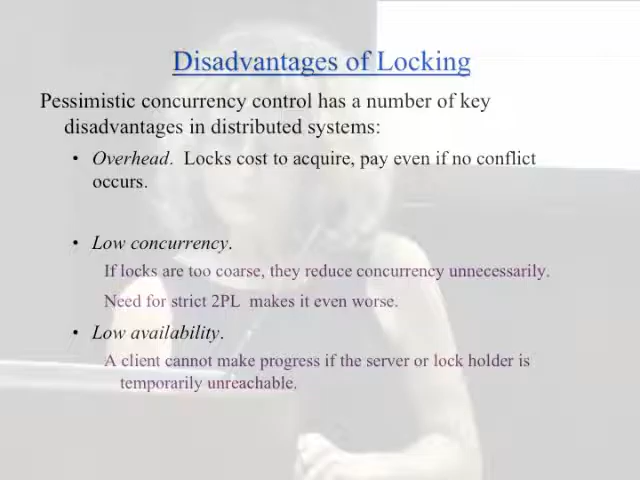 Disadvantages of Locking
Pessimistic concurrency control has a number of key
disadvantages in distributed systems:
• Overhead. Locks cost to acquire, pay even if no conflict
occurs.
• Low concurrency.
If locks are too coarse, they reduce concurrency unnecessarily.
Need for strict 2PL makes it even worse.
• Low availability.
A client cannot make progress if the server or lock holder is
temporarily unreachable.